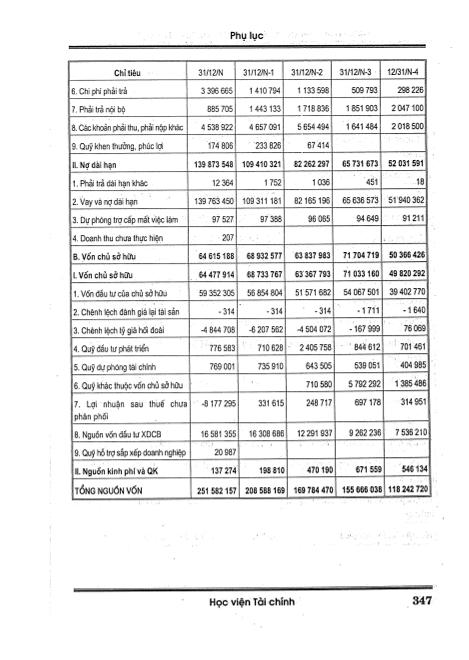 Phụ lục
Chỉ tiêu 31/12/N 31/12/N-1 31/12/N-2 31/12/N-3 12/31/N-4
6. Chi phí phải trả 3 396 665 1 410 794 1 133 598 509 793 298 226
7. Phải trả nội bộ 885 705 1 443 133 1 718 836 1 851 903 2 047 100
8. Các khoản phải thu, phải nộp khác 4 538 922 4 657 091 5 654 494 1 641 484 2 018 500
9. Quỹ khen thưởng, phúc lợi 174 806 233 826 67 414
II. Nợ dài hạn 139 873 548 109 410 321 82 262 297 65 731 673 52 031 591
1. Phải trả dài hạn khác 12 364 1 752 1 036 451 18
2. Vay và nợ dài hạn 139 763 450 109 311 181 82 165 196 65 636 573 51 940 362
3. Dự phòng trợ cấp mất việc làm 97 527 97 388 96 065 94 649 91 211
4. Doanh thu chưa thực hiện 207
B. Vốn chủ sở hữu 64 615 188 68 932 577 63 837 983 71 704 719 50 366 426
I. Vốn chủ sở hữu 64 477 914 68 733 767 63 367 793 71 033 160 49 820 292
1. Vốn đầu tư của chủ sở hữu 59 352 305 56 854 804 51 571 682 54 067 501 39 402 770
2. Chênh lệch đánh giá lại tài sản - 314 - 314 - 314 - 1 711 - 1 640
3. Chênh lệch tỷ giá hối đoái -4 844 708 -6 207 562 -4 504 072 -167 999 76 069
4. Quỹ đầu tư phát triển 776 583 710 628 2 405 758 844 612 701 461
5. Quỹ dự phòng tài chính 769 001 735 910 643 505 539 051 404 985
6. Quỹ khác thuộc vốn chủ sở hữu 710 580 5 792 292 1 385 486
7. Lợi nhuận sau thuế chưa
phân phối -8 177 295 331 615 248 717 697 178 314 951
8. Nguồn vốn đầu tư XDCB 16 581 355 16 308 686 12 291 937 9 262 236 7 536 210
9. Quỹ hỗ trợ sắp xếp doanh nghiệp 20 987
II. Nguồn kinh phí và QK 137 274 198 810 470 190 671 559 546 134
TỔNG NGUỒN VỐN 251 582 157 208 588 169 169 784 470 155 666 038 118 242 720
Học viện Tài chính 347